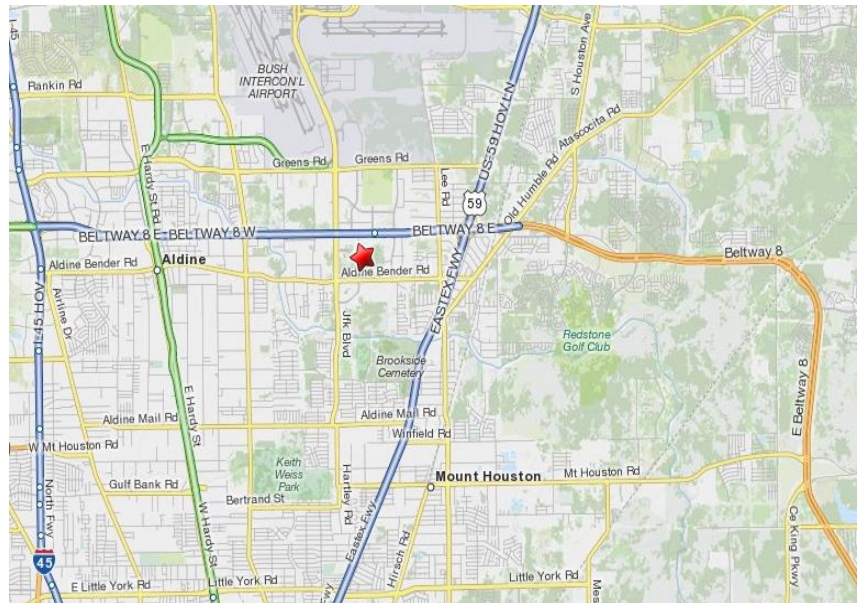 I-45
S Houston Ave
Rankin Rd
BUSH
INTERCON'L
AIRPORT
US-59 HOV LN
Atascocita Rd
E Hardy St Rd
Greens Rd
Greens Rd
Lee Rd
Old Humble Rd
59
BELTWAY 8 E-BELTWAY 8 W
BELTWAY 8 E
Beltway 8
Aldine Bender Rd
Aldine
Aldine Bender Rd
I-45 HOV
Airline Dr
Jfk Blvd
EASTEX FWY
Redstone
Golf Club
Brookside
Cemetery
E Hardy St
E Beltway 8
Aldine Mail Rd
Aldine Mail Rd
Winfield Rd
W Mt Houston Rd
Keith
Weiss
Park
Mount Houston
Mt Houston Rd
Gulf Bank Rd
Hartley Rd
Bertrand St
North Fwy
W Hardy St
Eastex Fwy
Hirsch Rd
Ce King Pkwy
45
E Little York Rd
Little York Rd
Little York Rd
Fwy
Mes